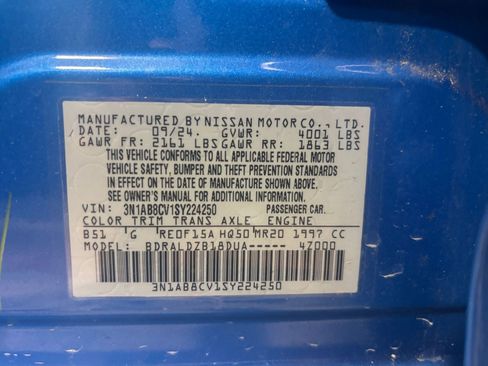 MANUFACTURED BY NISSAN MOTOR CO., LTD.
DATE: 09/24. GVWR: 4001 LBS
GAWR FR: 2161 LBS GAWR RR: 1863 LBS
THIS VEHICLE CONFORMS TO ALL APPLICABLE FEDERAL MOTOR
VEHICLE SAFETY, BUMPER AND THEFT PREVENTION STANDARDS
IN EFFECT ON THE DATE OF MANUFACTURE SHOWN ABOVE.
SEE OWNER'S MANUAL FOR ADDITIONAL INFORMATION
VIN: 3N1AB8CV1SY224250 PASSENGER CAR.
COLOR TRIM TRANS AXLE ENGINE
B51 G RE0F15A HQ50 MR20 1997 CC
MODEL: BDRALDZB18DUA----- 47000
3N1AB8CV1SY224250